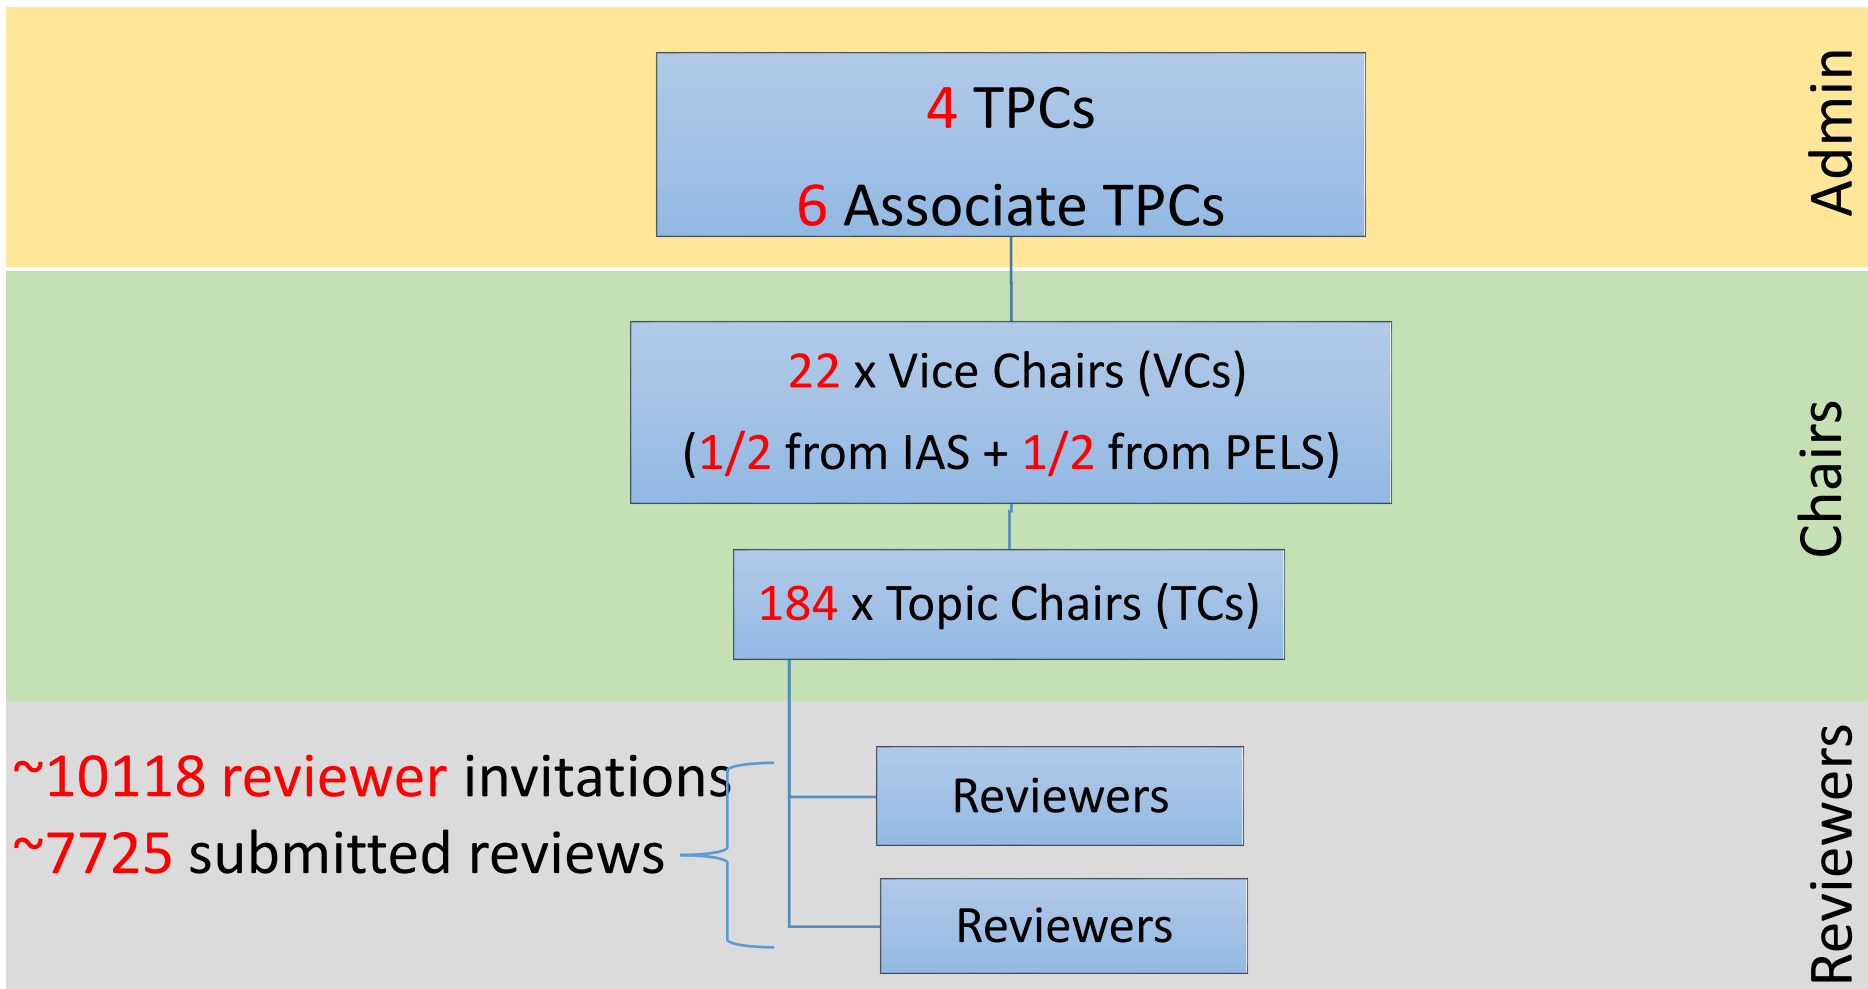 4 TPCs
6 Associate TPCs
Admin
22 x Vice Chairs (VCs)
(1/2 from IAS + 1/2 from PELS)
184 x Topic Chairs (TCs)
Chairs
~10118 reviewer invitations
~7725 submitted reviews
Reviewers
Reviewers
Reviewers